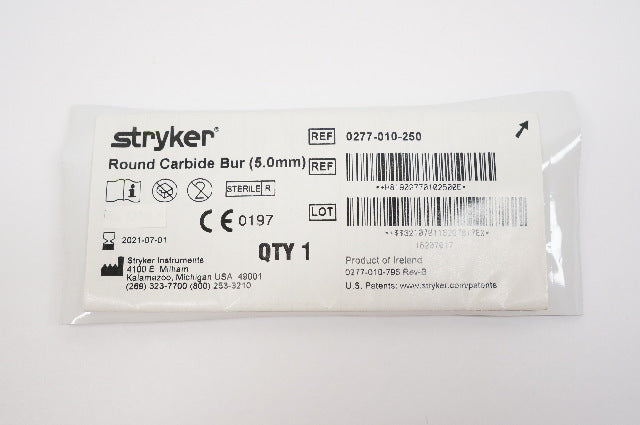 stryker®
Round Carbide Bur (5.0mm)
REF 0277-010-250
REF
STERILE R
CE 0197
LOT
2021-07-01
QTY 1
16207017
Stryker Instruments
4100 E. Milham
Kalamazoo, Michigan USA 49001
(269) 323-7700 (800) 253-3210
Product of Ireland
0277-010-795 Rev-B
U.S. Patents: www.stryker.com/patents